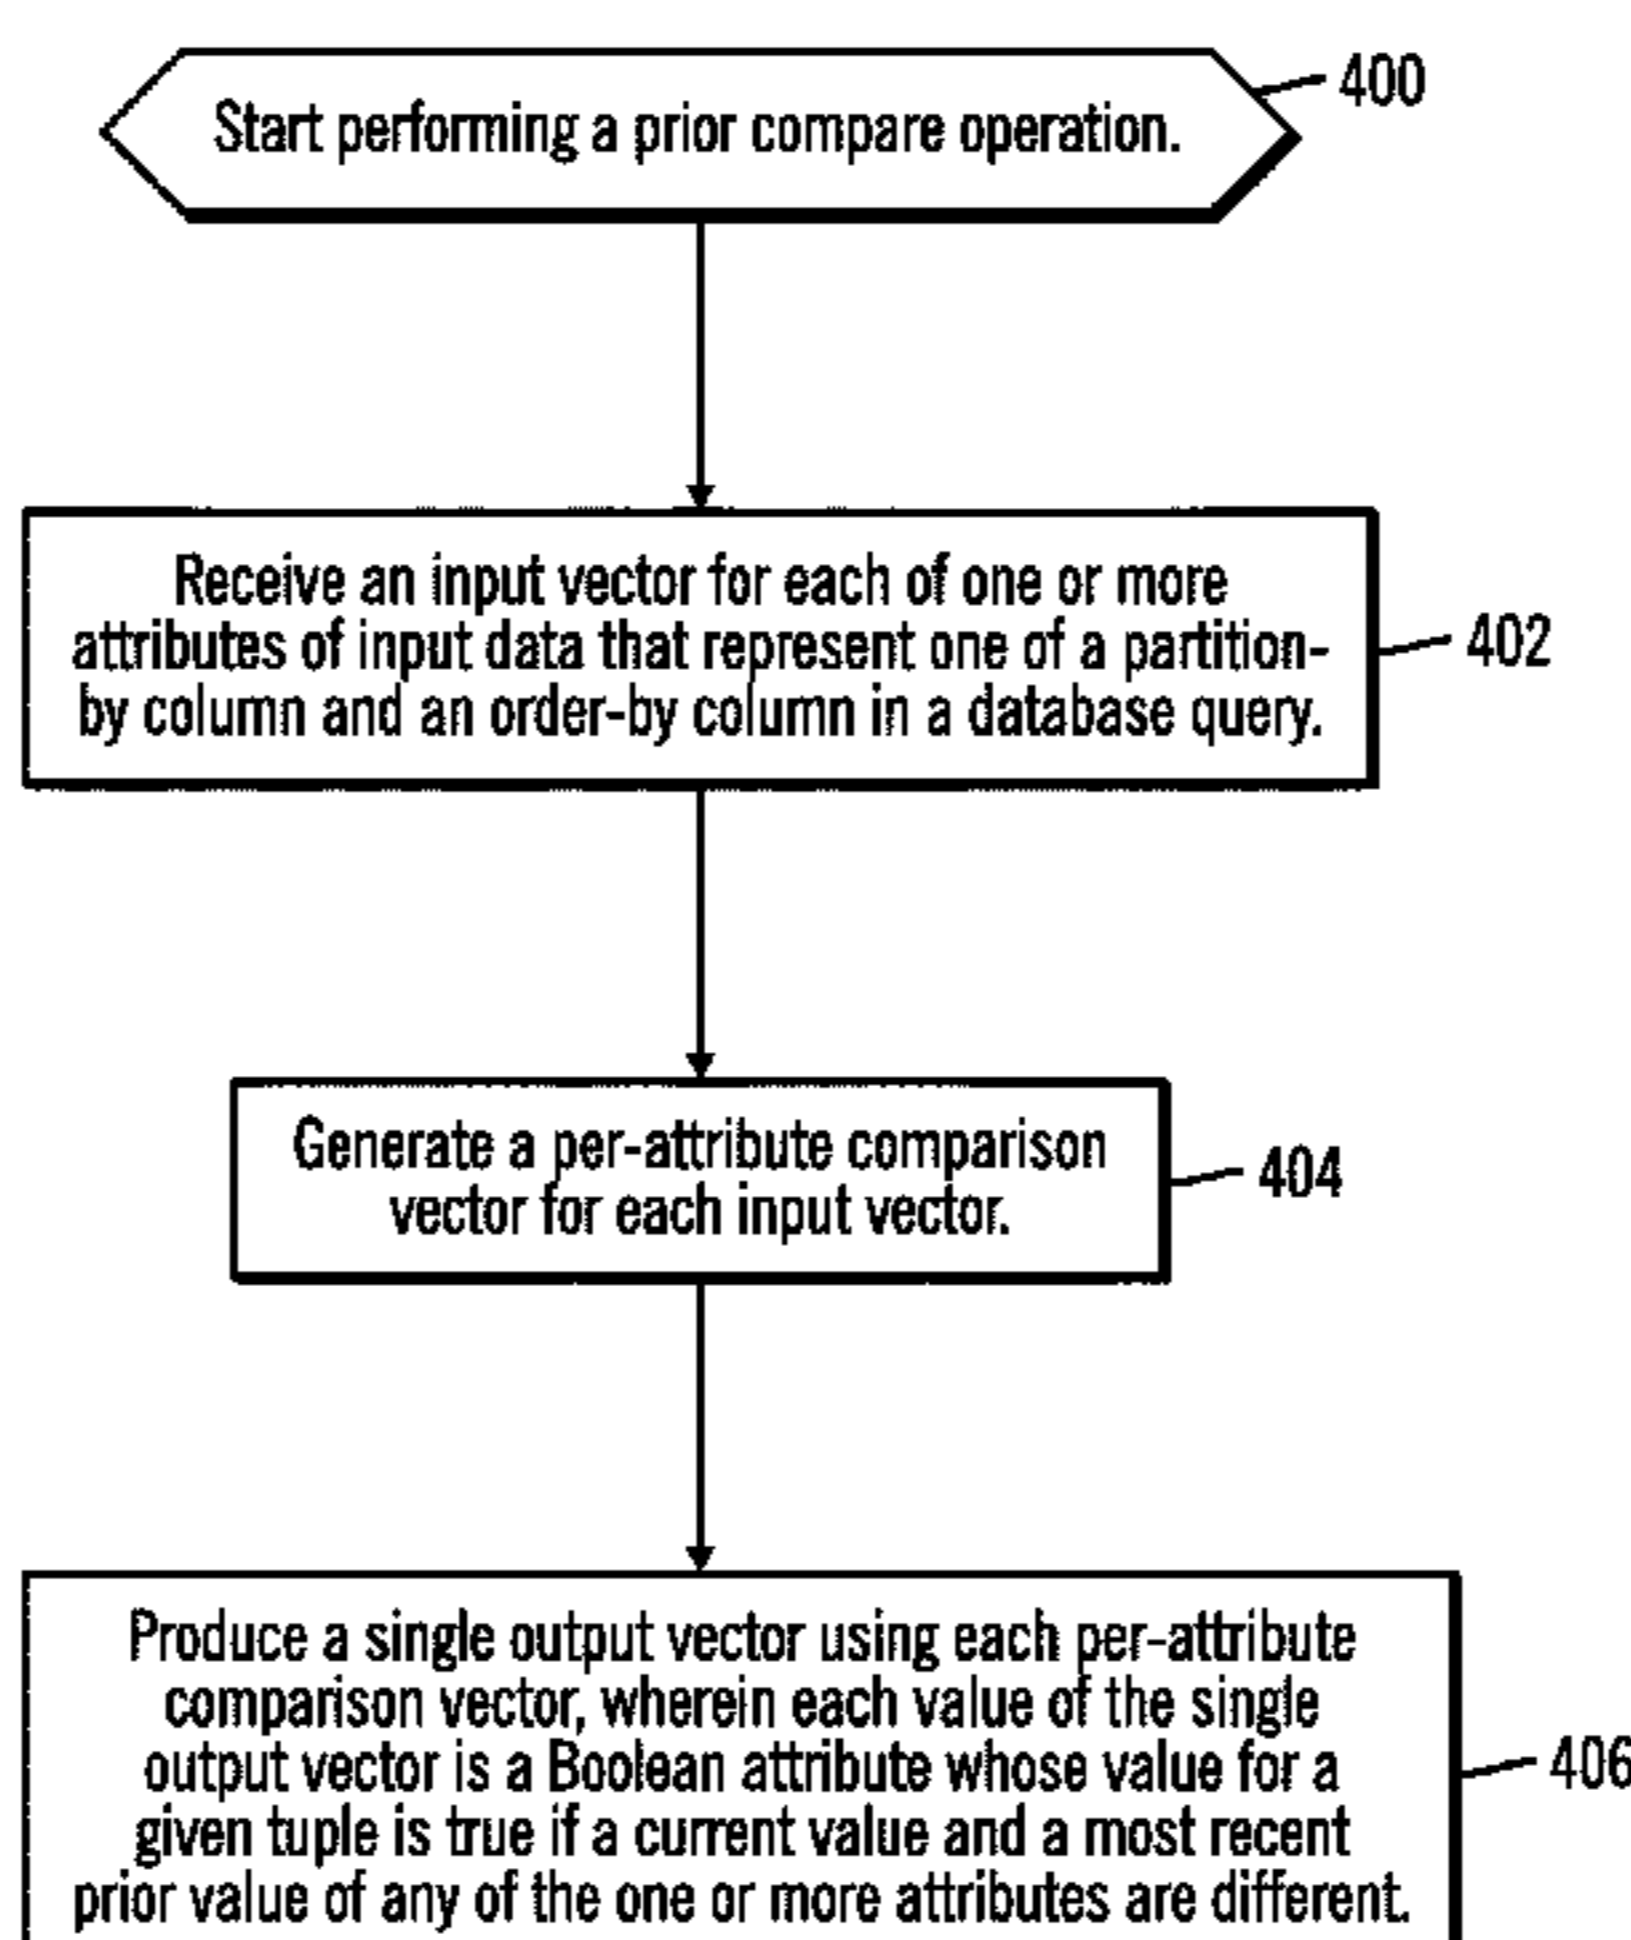 Start performing a prior compare operation.
400
Receive an input vector for each of one or more
attributes of input data that represent one of a partition-
by column and an order-by column in a database query.
402
Generate a per-attribute comparison
vector for each input vector.
404
Produce a single output vector using each per-attribute
comparison vector, wherein each value of the single
output vector is a Boolean attribute whose value for a
given tuple is true if a current value and a most recent
prior value of any of the one or more attributes are different.
406